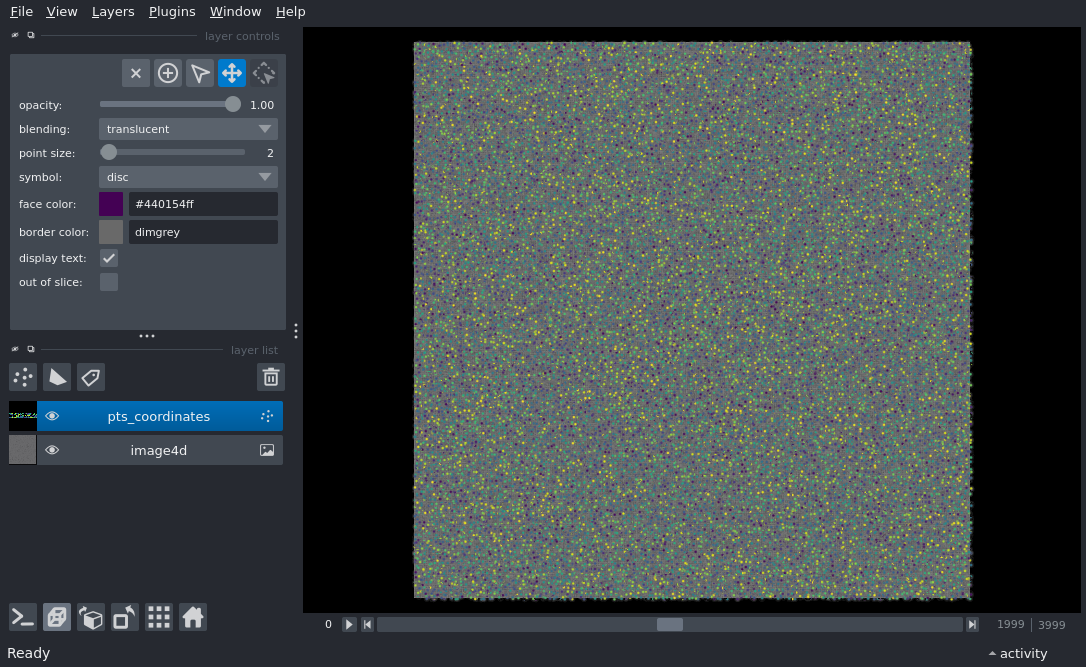 File View Layers Plugins Window Help
layer controls
opacity: 1.00
blending: translucent
point size: 2
symbol: disc
face color: #440154ff
border color: dimgrey
display text:
out of slice:
layer list
pts_coordinates
image4d
0 1999 3999
Ready activity